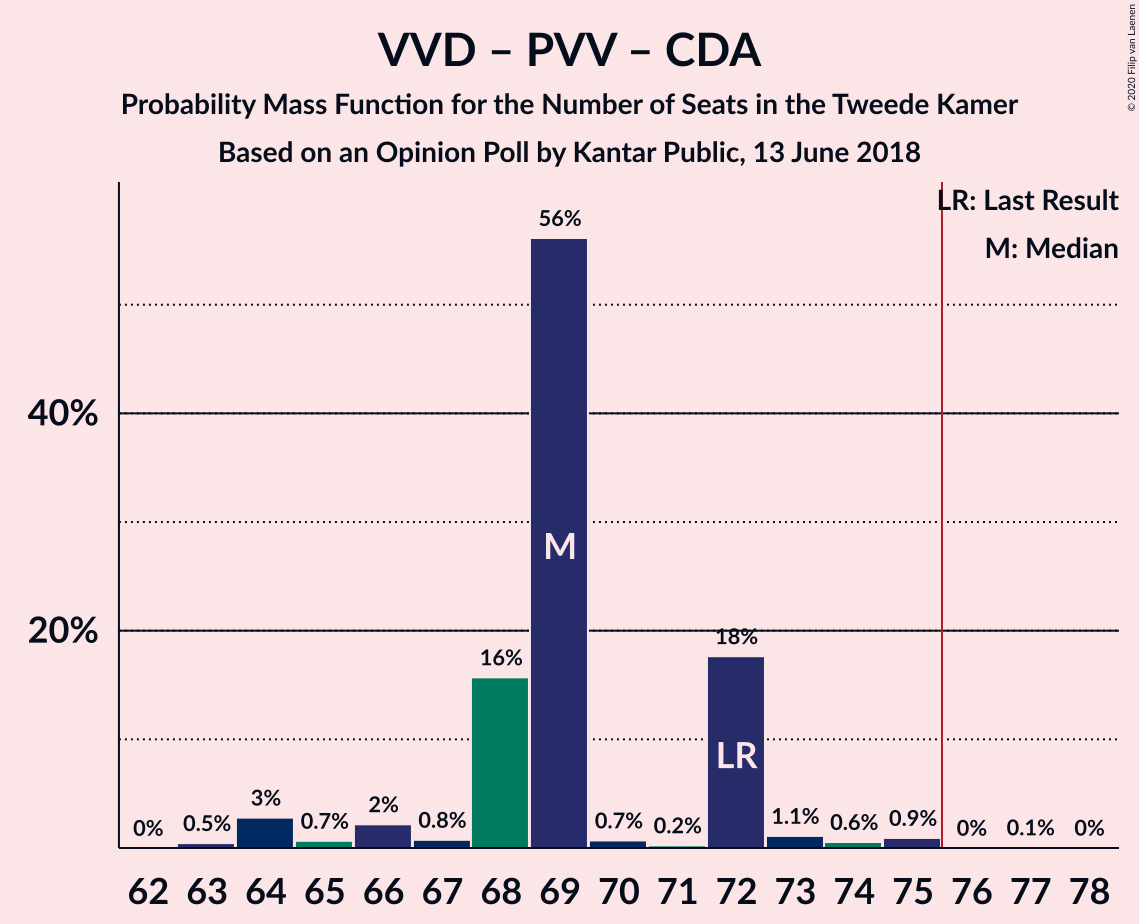 VVD – PVV – CDA
Probability Mass Function for the Number of Seats in the Tweede Kamer
Based on an Opinion Poll by Kantar Public, 13 June 2018
© 2020 Filip van Laenen
LR: Last Result
M: Median
56%
40%
M
20%
18%
16%
LR
0% 0.5% 3% 0.7% 2% 0.8% 0.7% 0.2% 1.1% 0.6% 0.9% 0% 0.1% 0%
62 63 64 65 66 67 68 69 70 71 72 73 74 75 76 77 78